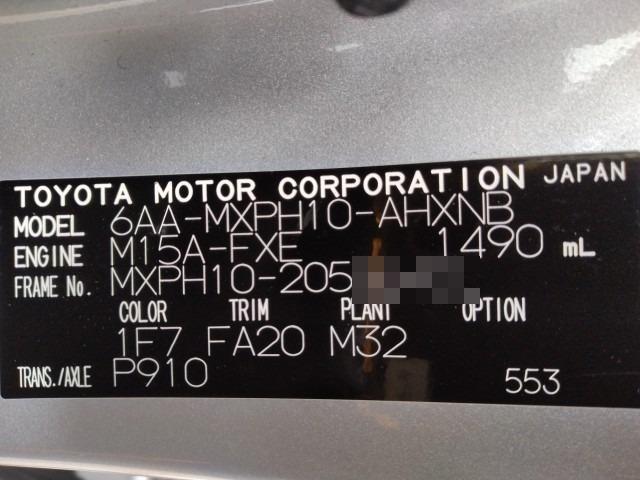 TOYOTA MOTOR CORPORATION JAPAN
MODEL 6AA-MXPH10-AHXNB
ENGINE M15A-FXE 1490 mL
FRAME No. MXPH10-205
COLOR TRIM PLANT OPTION
1F7 FA20 M32
TRANS./AXLE P910 553